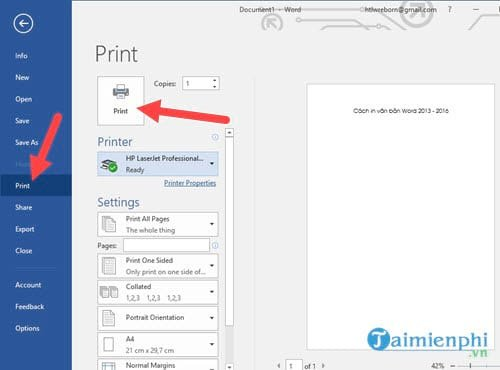 Document1 - Word
htlwerborn@gmail.com
Info
New
Open
Save
Save As
Print
Share
Export
Close
Account
Feedback
Options
Print
Print
Copies: 1
Printer
HP LaserJet Professional...
Ready
Printer Properties
Settings
Print All Pages
The whole thing
Pages:
Print One Sided
Only print on one side of...
Collated
1,2,3 1,2,3 1,2,3
Portrait Orientation
A4
21 cm x 29,7 cm
Normal Margins
Cách in văn bản Word 2013 - 2016
1 of 1
42%
Taimienphi
.vn